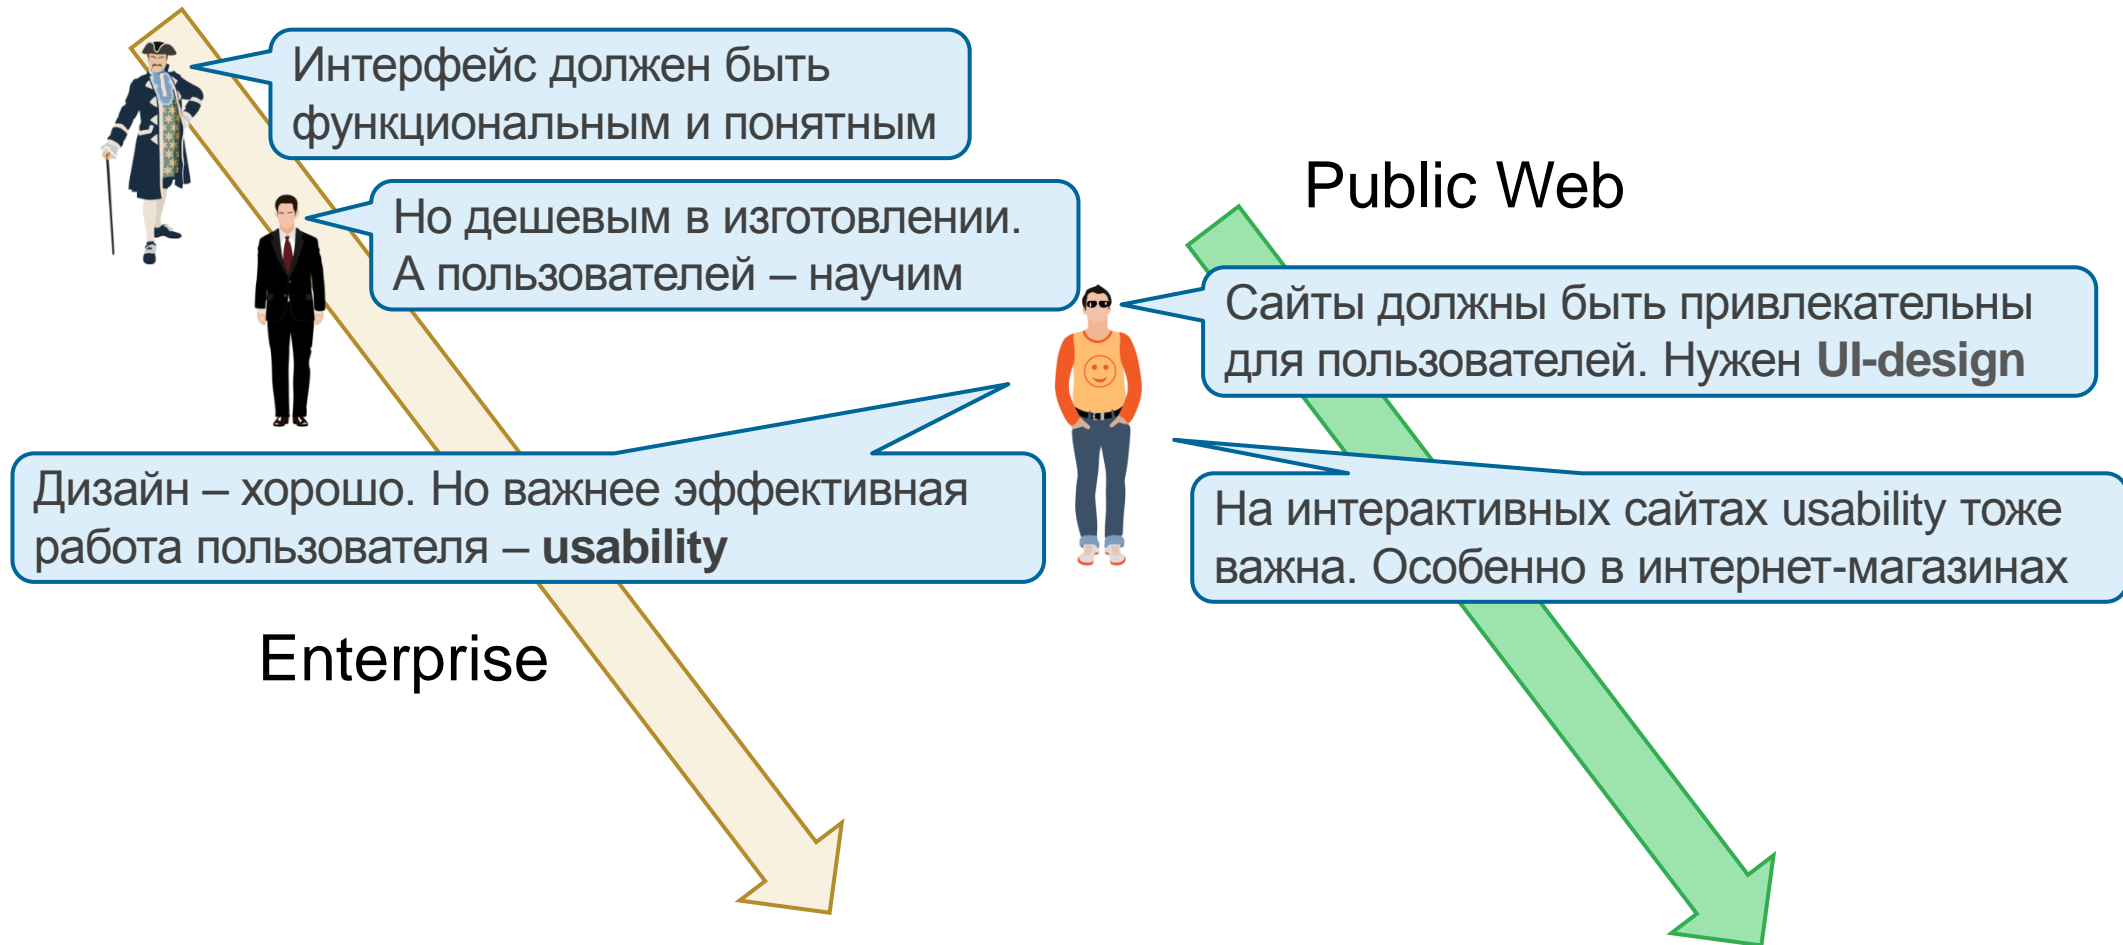 Интерфейс должен быть
функциональным и понятным
Но дешевым в изготовлении.
А пользователей – научим
Public Web
Сайты должны быть привлекательны
для пользователей. Нужен UI-design
Дизайн – хорошо. Но важнее эффективная
работа пользователя – usability
На интерактивных сайтах usability тоже
важна. Особенно в интернет-магазинах
Enterprise